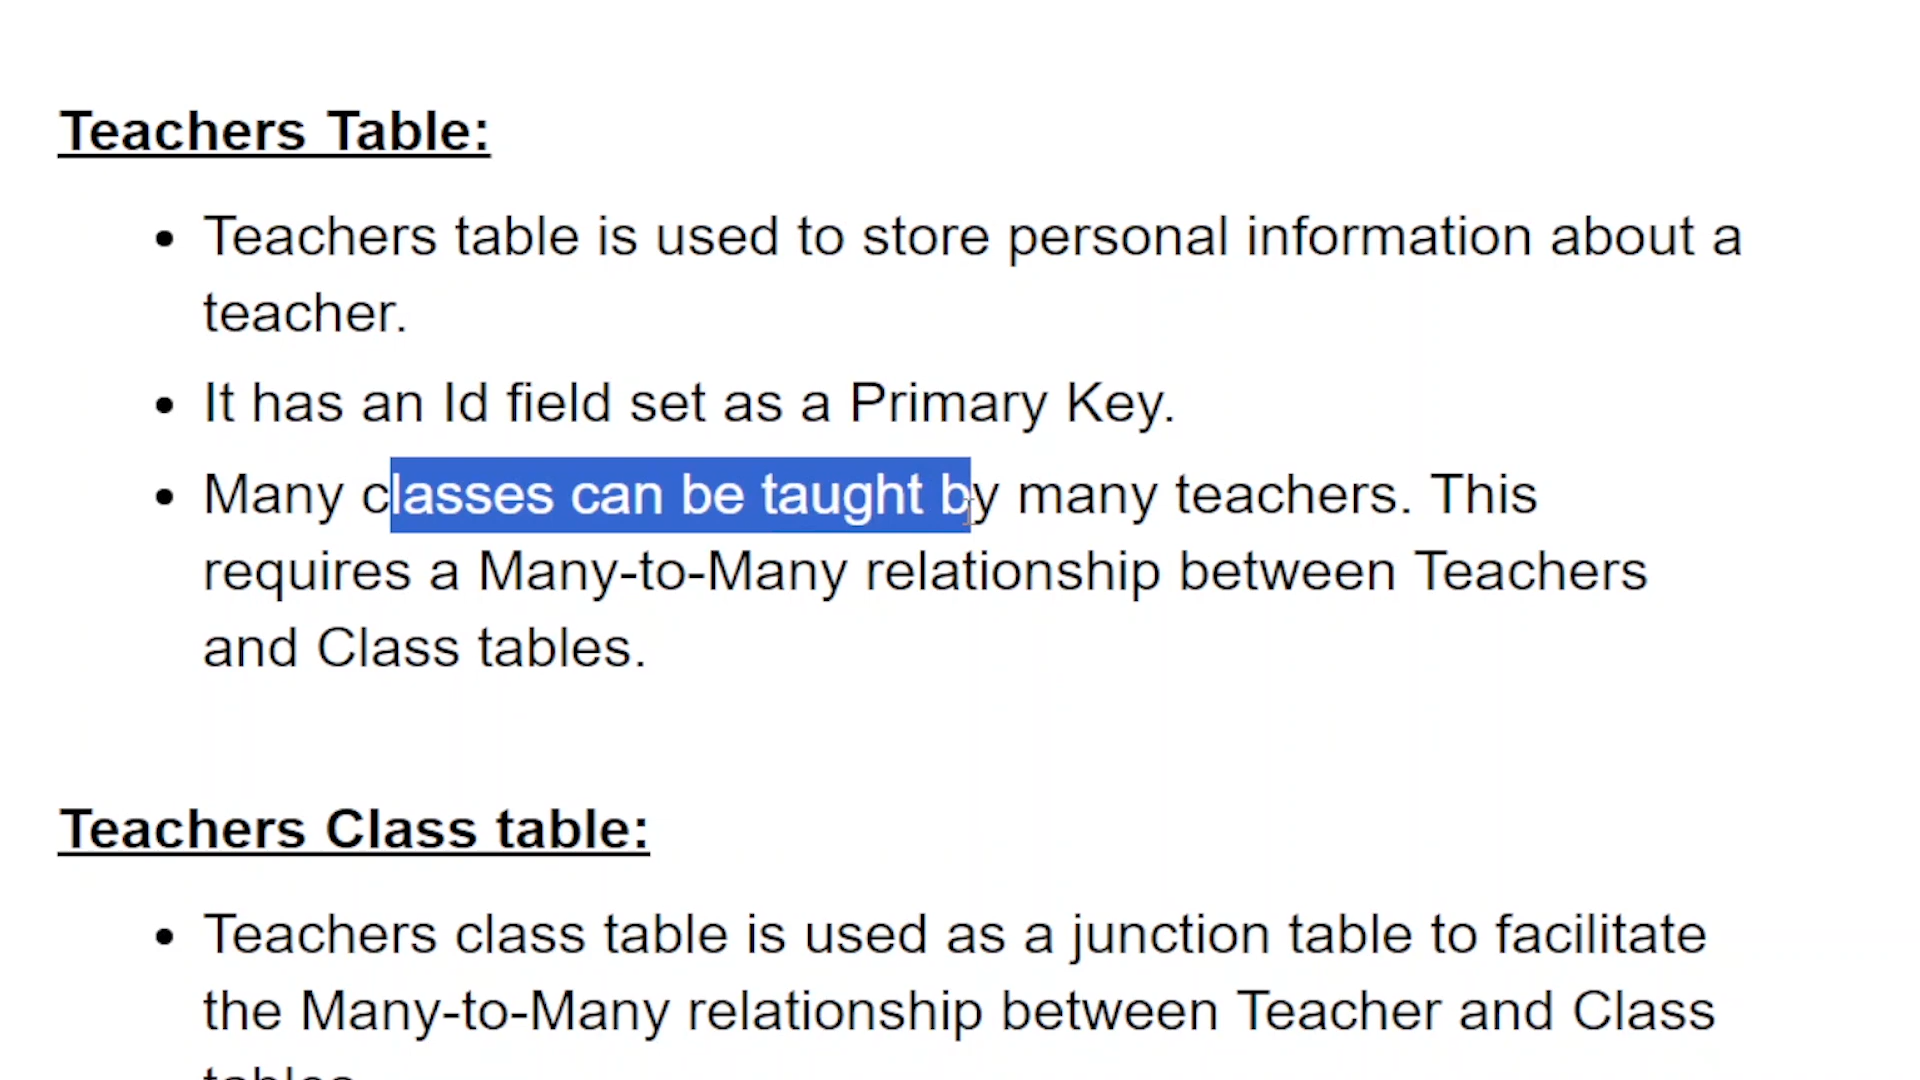 Teachers Table:
• Teachers table is used to store personal information about a
teacher.
• It has an Id field set as a Primary Key.
• Many classes can be taught by many teachers. This
requires a Many-to-Many relationship between Teachers
and Class tables.
Teachers Class table:
• Teachers class table is used as a junction table to facilitate
the Many-to-Many relationship between Teacher and Class